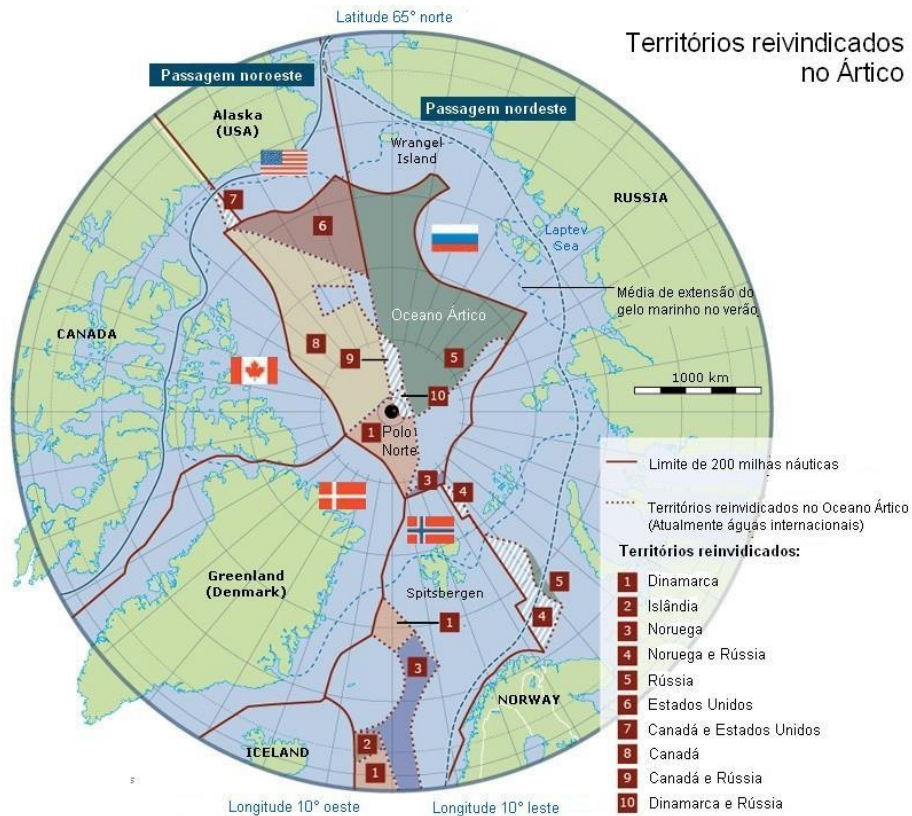 Latitude 65° norte
Territórios reivindicados
no Ártico
Passagem noroeste
Passagem nordeste
Alaska
(USA)
Wrangel
Island
RUSSIA
Laptev
Sea
7
6
Média de extensão do
gelo marinho no verão
Oceano Ártico
CANADA
8
9
5
10
1000 km
1
Polo
Norte
3
4
Greenland
(Denmark)
Spitsbergen
1
5
4
3
NORWAY
ICELAND
2
1
s
Longitude 10° oeste
Longitude 10° leste
Limite de 200 milhas náuticas
Territórios reinvidicados no Oceano Ártico
(Atualmente águas internacionais)
Territórios reinvidicados:
1 Dinamarca
2 Islândia
3 Noruega
4 Noruega e Rússia
5 Rússia
6 Estados Unidos
7 Canadá e Estados Unidos
8 Canadá
9 Canadá e Rússia
10 Dinamarca e Rússia